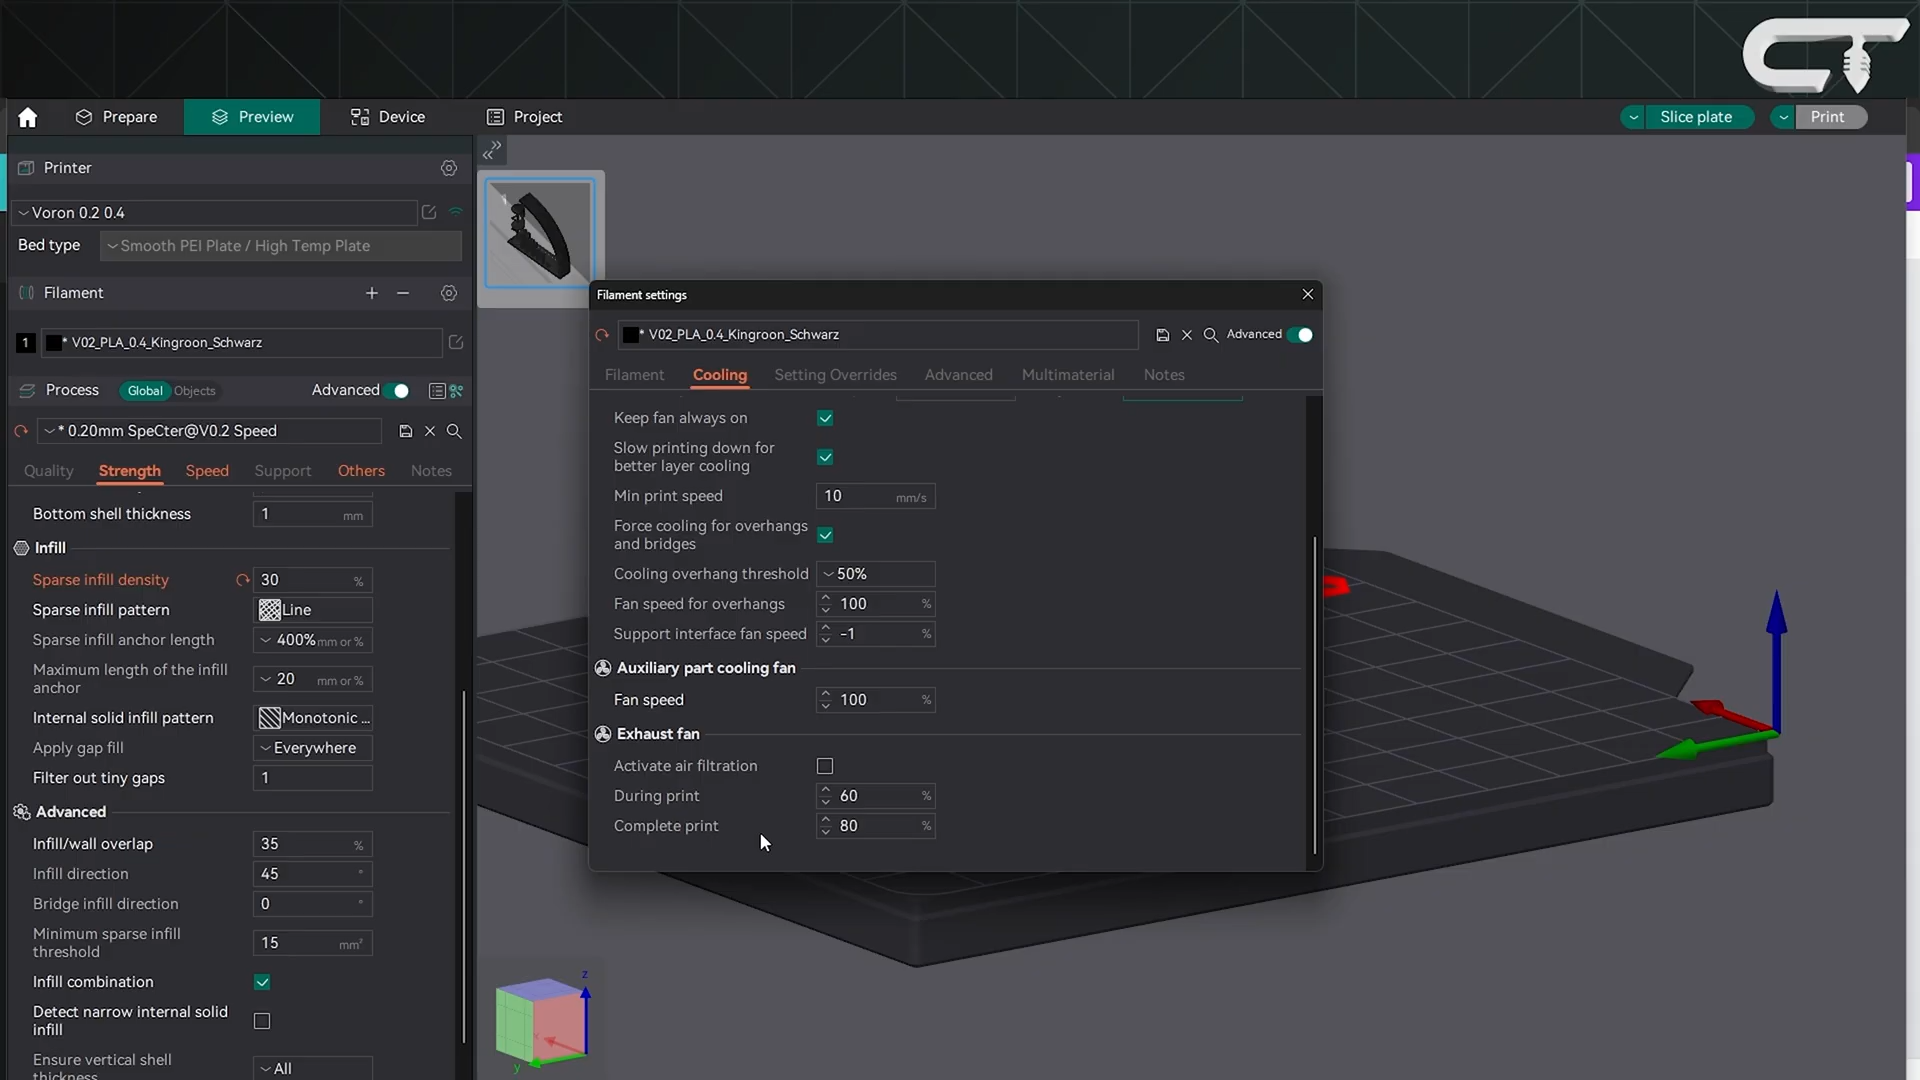 CT
Prepare
Preview
Device
Project
Slice plate
Print
Printer
Voron 0.2 0.4
Bed type
Smooth PEI Plate / High Temp Plate
Filament
1
* V02_PLA_0.4_Kingroon_Schwarz
Process
Global
Objects
Advanced
* 0.20mm SpeCter@V0.2 Speed
Quality
Strength
Speed
Support
Others
Notes
Bottom shell thickness
1 mm
Infill
Sparse infill density
30 %
Sparse infill pattern
Line
Sparse infill anchor length
400% mm or %
Maximum length of the infill
anchor
20 mm or %
Internal solid infill pattern
Monotonic ...
Apply gap fill
Everywhere
Filter out tiny gaps
1
Advanced
Infill/wall overlap
35 %
Infill direction
45 °
Bridge infill direction
0 °
Minimum sparse infill
threshold
15 mm²
Infill combination
Detect narrow internal solid
infill
Ensure vertical shell
thickness
All
Filament settings
* V02_PLA_0.4_Kingroon_Schwarz
Advanced
Filament
Cooling
Setting Overrides
Advanced
Multimaterial
Notes
Keep fan always on
Slow printing down for
better layer cooling
Min print speed
10 mm/s
Force cooling for overhangs
and bridges
Cooling overhang threshold
50%
Fan speed for overhangs
100 %
Support interface fan speed
-1 %
Auxiliary part cooling fan
Fan speed
100 %
Exhaust fan
Activate air filtration
During print
60 %
Complete print
80 %
z
y